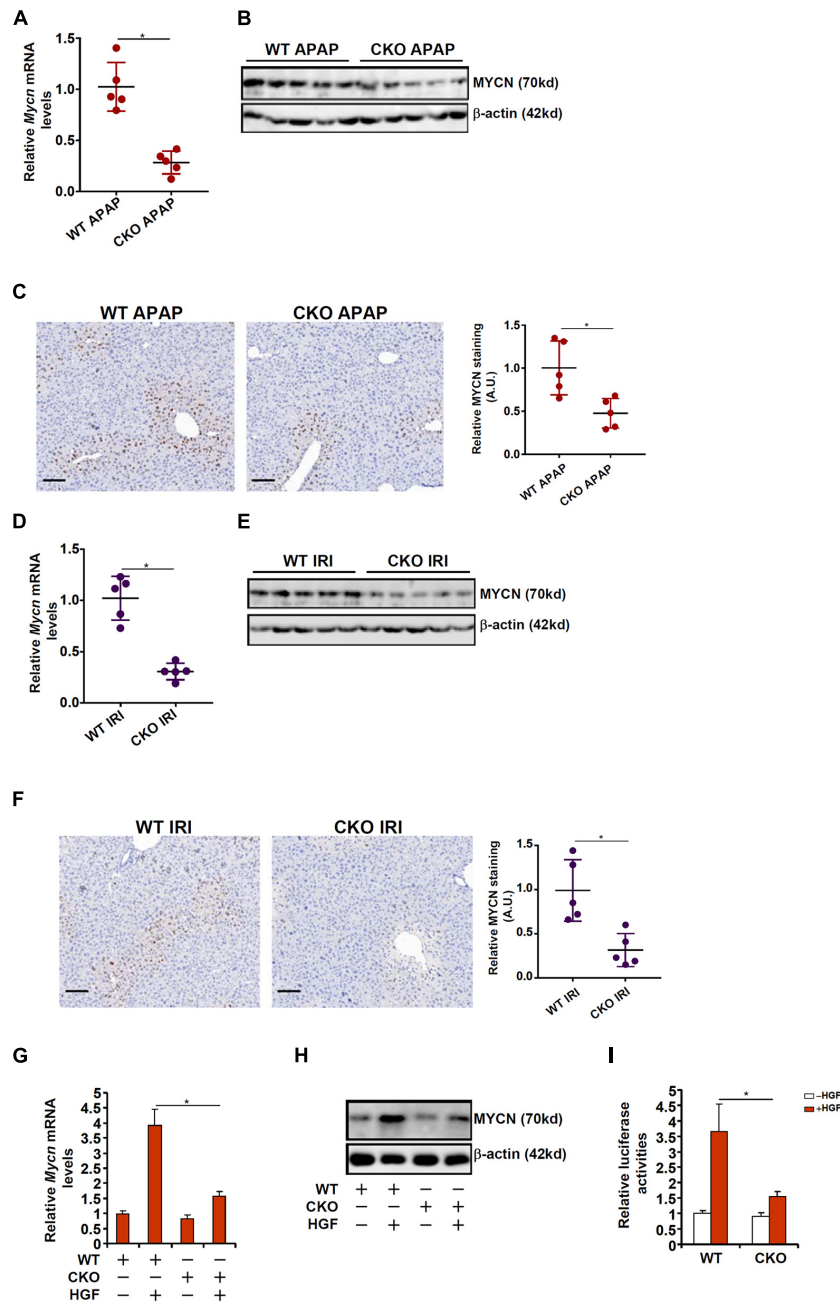 A
Relative Mycn mRNA
levels
1.5
1.0
0.5
0.0
*
WT APAP
CKO APAP
B
WT APAP CKO APAP
MYCN (70kd)
β-actin (42kd)
C
WT APAP CKO APAP
Relative MYCN staining
(A.U.)
1.5
1.0
0.5
0.0
*
WT APAP
CKO APAP
D
Relative Mycn mRNA
levels
1.5
1.0
0.5
0.0
*
WT IRI
CKO IRI
E
WT IRI CKO IRI
MYCN (70kd)
β-actin (42kd)
F
WT IRI CKO IRI
Relative MYCN staining
(A.U.)
1.5
1.0
0.5
0.0
*
WT IRI
CKO IRI
G
Relative Mycn mRNA
levels
5
4.5
4
3.5
3
2.5
2
1.5
1
0.5
0
*
WT + + − −
CKO − − + +
HGF − + − +
H
MYCN (70kd)
β-actin (42kd)
WT + + − −
CKO − − + +
HGF − + − +
I
−HGF
+HGF
Relative luciferase
activities
5
4.5
4
3.5
3
2.5
2
1.5
1
0.5
0
*
WT CKO